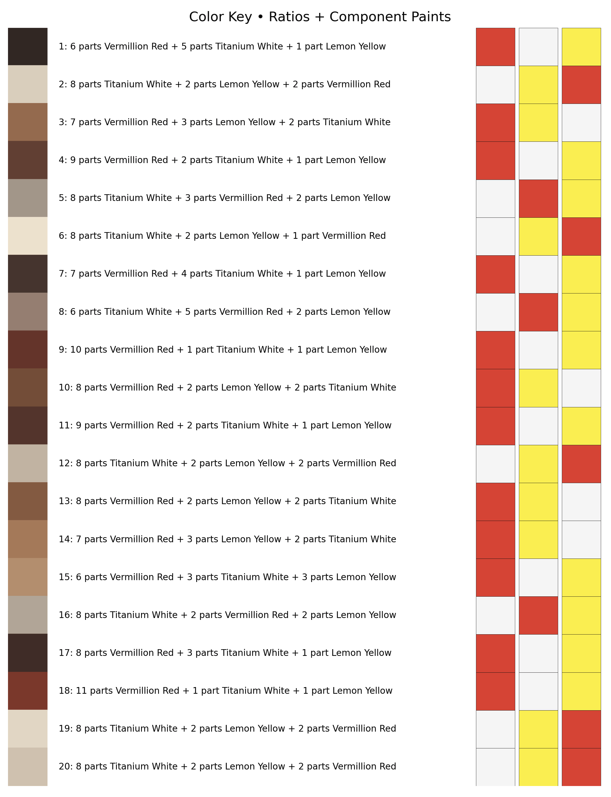 Color Key • Ratios + Component Paints
1: 6 parts Vermillion Red + 5 parts Titanium White + 1 part Lemon Yellow
2: 8 parts Titanium White + 2 parts Lemon Yellow + 2 parts Vermillion Red
3: 7 parts Vermillion Red + 3 parts Lemon Yellow + 2 parts Titanium White
4: 9 parts Vermillion Red + 2 parts Titanium White + 1 part Lemon Yellow
5: 8 parts Titanium White + 3 parts Vermillion Red + 2 parts Lemon Yellow
6: 8 parts Titanium White + 2 parts Lemon Yellow + 1 part Vermillion Red
7: 7 parts Vermillion Red + 4 parts Titanium White + 1 part Lemon Yellow
8: 6 parts Titanium White + 5 parts Vermillion Red + 2 parts Lemon Yellow
9: 10 parts Vermillion Red + 1 part Titanium White + 1 part Lemon Yellow
10: 8 parts Vermillion Red + 2 parts Lemon Yellow + 2 parts Titanium White
11: 9 parts Vermillion Red + 2 parts Titanium White + 1 part Lemon Yellow
12: 8 parts Titanium White + 2 parts Lemon Yellow + 2 parts Vermillion Red
13: 8 parts Vermillion Red + 2 parts Lemon Yellow + 2 parts Titanium White
14: 7 parts Vermillion Red + 3 parts Lemon Yellow + 2 parts Titanium White
15: 6 parts Vermillion Red + 3 parts Titanium White + 3 parts Lemon Yellow
16: 8 parts Titanium White + 2 parts Vermillion Red + 2 parts Lemon Yellow
17: 8 parts Vermillion Red + 3 parts Titanium White + 1 part Lemon Yellow
18: 11 parts Vermillion Red + 1 part Titanium White + 1 part Lemon Yellow
19: 8 parts Titanium White + 2 parts Lemon Yellow + 2 parts Vermillion Red
20: 8 parts Titanium White + 2 parts Lemon Yellow + 2 parts Vermillion Red